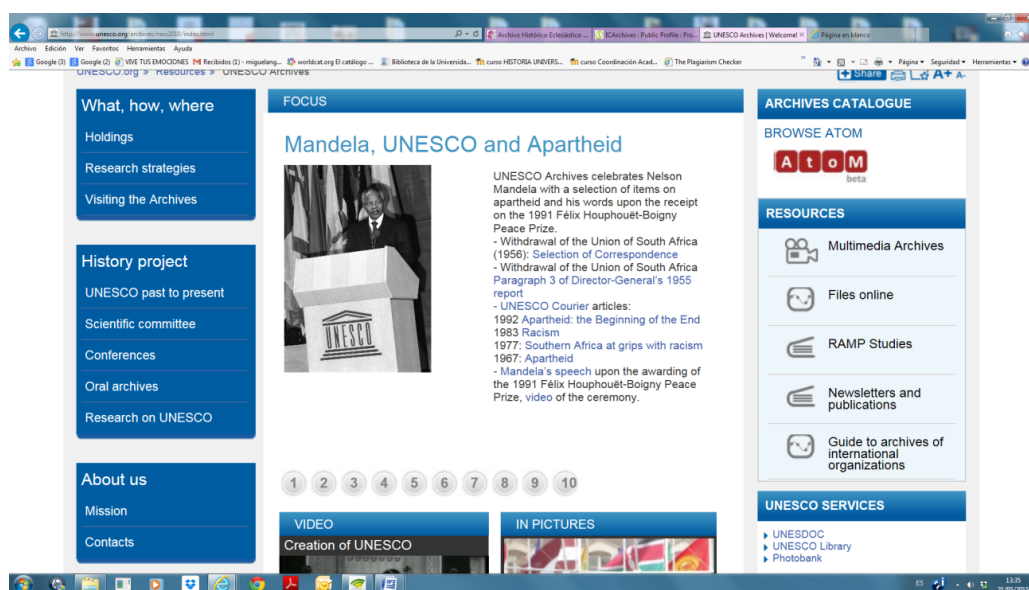 http://www.unesco.org/archives/new2010/index.html
Archivo Histórico Eclesiástico ...
ICArchives : Public Profile : Pro...
UNESCO Archives | Welcome!
Página en blanco
Archivo Edición Ver Favoritos Herramientas Ayuda
Google (3)
Google (2)
VIVE TUS EMOCIONES
Recibidos (1) - miguelang...
worldcat.org El catálogo ...
Biblioteca de la Universida...
curso HISTORIA UNIVERS...
curso Coordinación Acad...
The Plagiarism Checker
Página
Seguridad
Herramientas
UNESCO.org » Resources » UNESCO Archives
Share
A+ A-
What, how, where
Holdings
Research strategies
Visiting the Archives
History project
UNESCO past to present
Scientific committee
Conferences
Oral archives
Research on UNESCO
About us
Mission
Contacts
FOCUS
Mandela, UNESCO and Apartheid
UNESCO
UNESCO Archives celebrates Nelson
Mandela with a selection of items on
apartheid and his words upon the receipt
on the 1991 Félix Houphouët-Boigny
Peace Prize.
- Withdrawal of the Union of South Africa
(1956): Selection of Correspondence
- Withdrawal of the Union of South Africa
Paragraph 3 of Director-General's 1955
report
- UNESCO Courier articles:
1992 Apartheid: the Beginning of the End
1983 Racism
1977: Southern Africa at grips with racism
1967: Apartheid
- Mandela's speech upon the awarding of
the 1991 Félix Houphouët-Boigny Peace
Prize, video of the ceremony.
1 2 3 4 5 6 7 8 9 10
VIDEO
Creation of UNESCO
IN PICTURES
ARCHIVES CATALOGUE
BROWSE ATOM
AtoM
beta
RESOURCES
Multimedia Archives
Files online
RAMP Studies
Newsletters and
publications
Guide to archives of
international
organizations
UNESCO SERVICES
UNESDOC
UNESCO Library
Photobank
ES
13:35